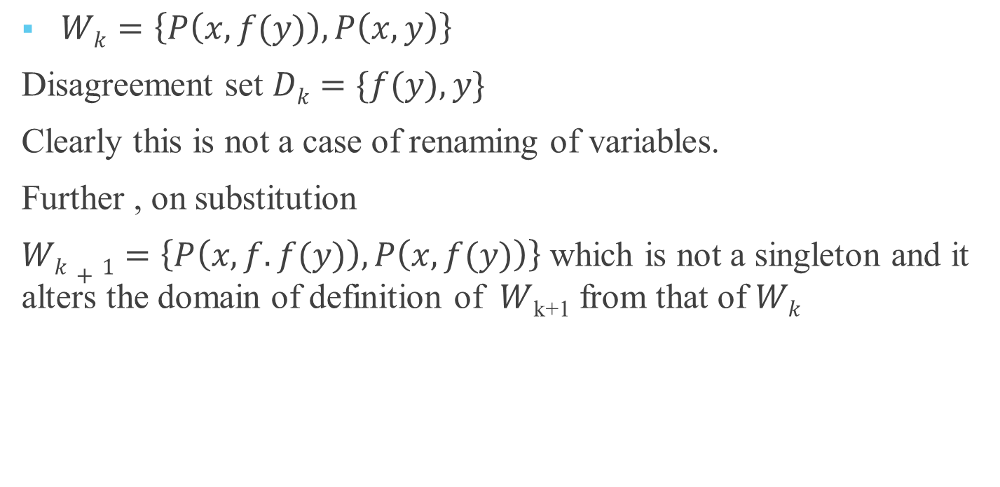 ▪ W_k = {P(x, f(y)), P(x, y)}
Disagreement set D_k = {f(y), y}
Clearly this is not a case of renaming of variables.
Further , on substitution
W_{k + 1} = {P(x, f.f(y)), P(x, f(y))} which is not a singleton and it
alters the domain of definition of W_{k+1} from that of W_k